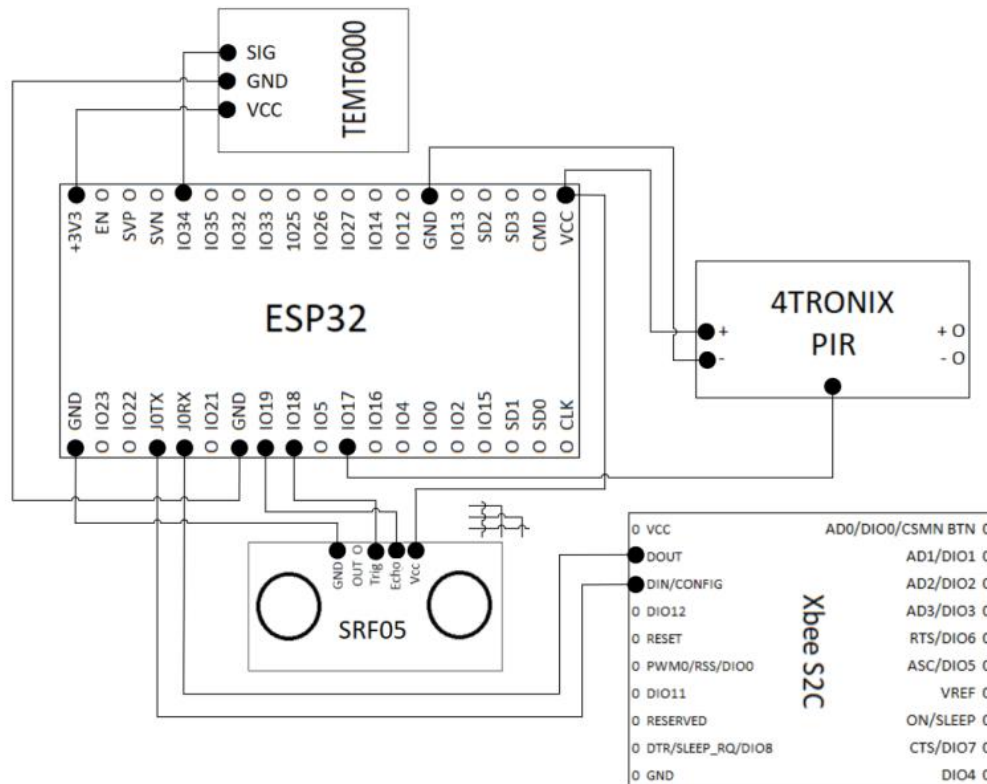 SIG
GND
VCC
TEMT6000
+3V3
EN
SVP
SVN
IO34
IO35
IO32
IO33
1025
IO26
IO27
IO14
IO12
GND
IO13
SD2
SD3
CMD
VCC
ESP32
GND
IO23
IO22
J0TX
J0RX
IO21
GND
IO19
IO18
IO5
IO17
IO16
IO4
IO0
IO2
IO15
SD1
SD0
CLK
4TRONIX
PIR
+
-
+
-
GND
OUT
Trig
Echo
Vcc
SRF05
VCC
DOUT
DIN/CONFIG
DIO12
RESET
PWM0/RSS/DIO0
DIO11
RESERVED
DTR/SLEEP_RQ/DIO8
GND
Xbee S2C
AD0/DIO0/CSMN BTN
AD1/DIO1
AD2/DIO2
AD3/DIO3
RTS/DIO6
ASC/DIO5
VREF
ON/SLEEP
CTS/DIO7
DIO4